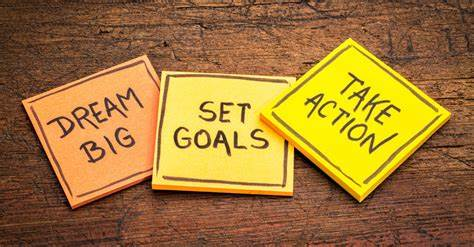 DREAM
BIG
SET
GOALS
TAKE
ACTION